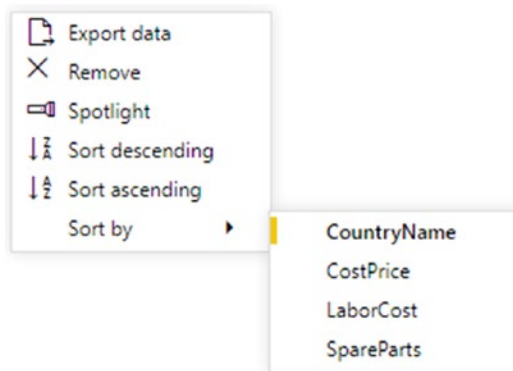 Export data
Remove
Spotlight
Sort descending
Sort ascending
Sort by
CountryName
CostPrice
LaborCost
SpareParts